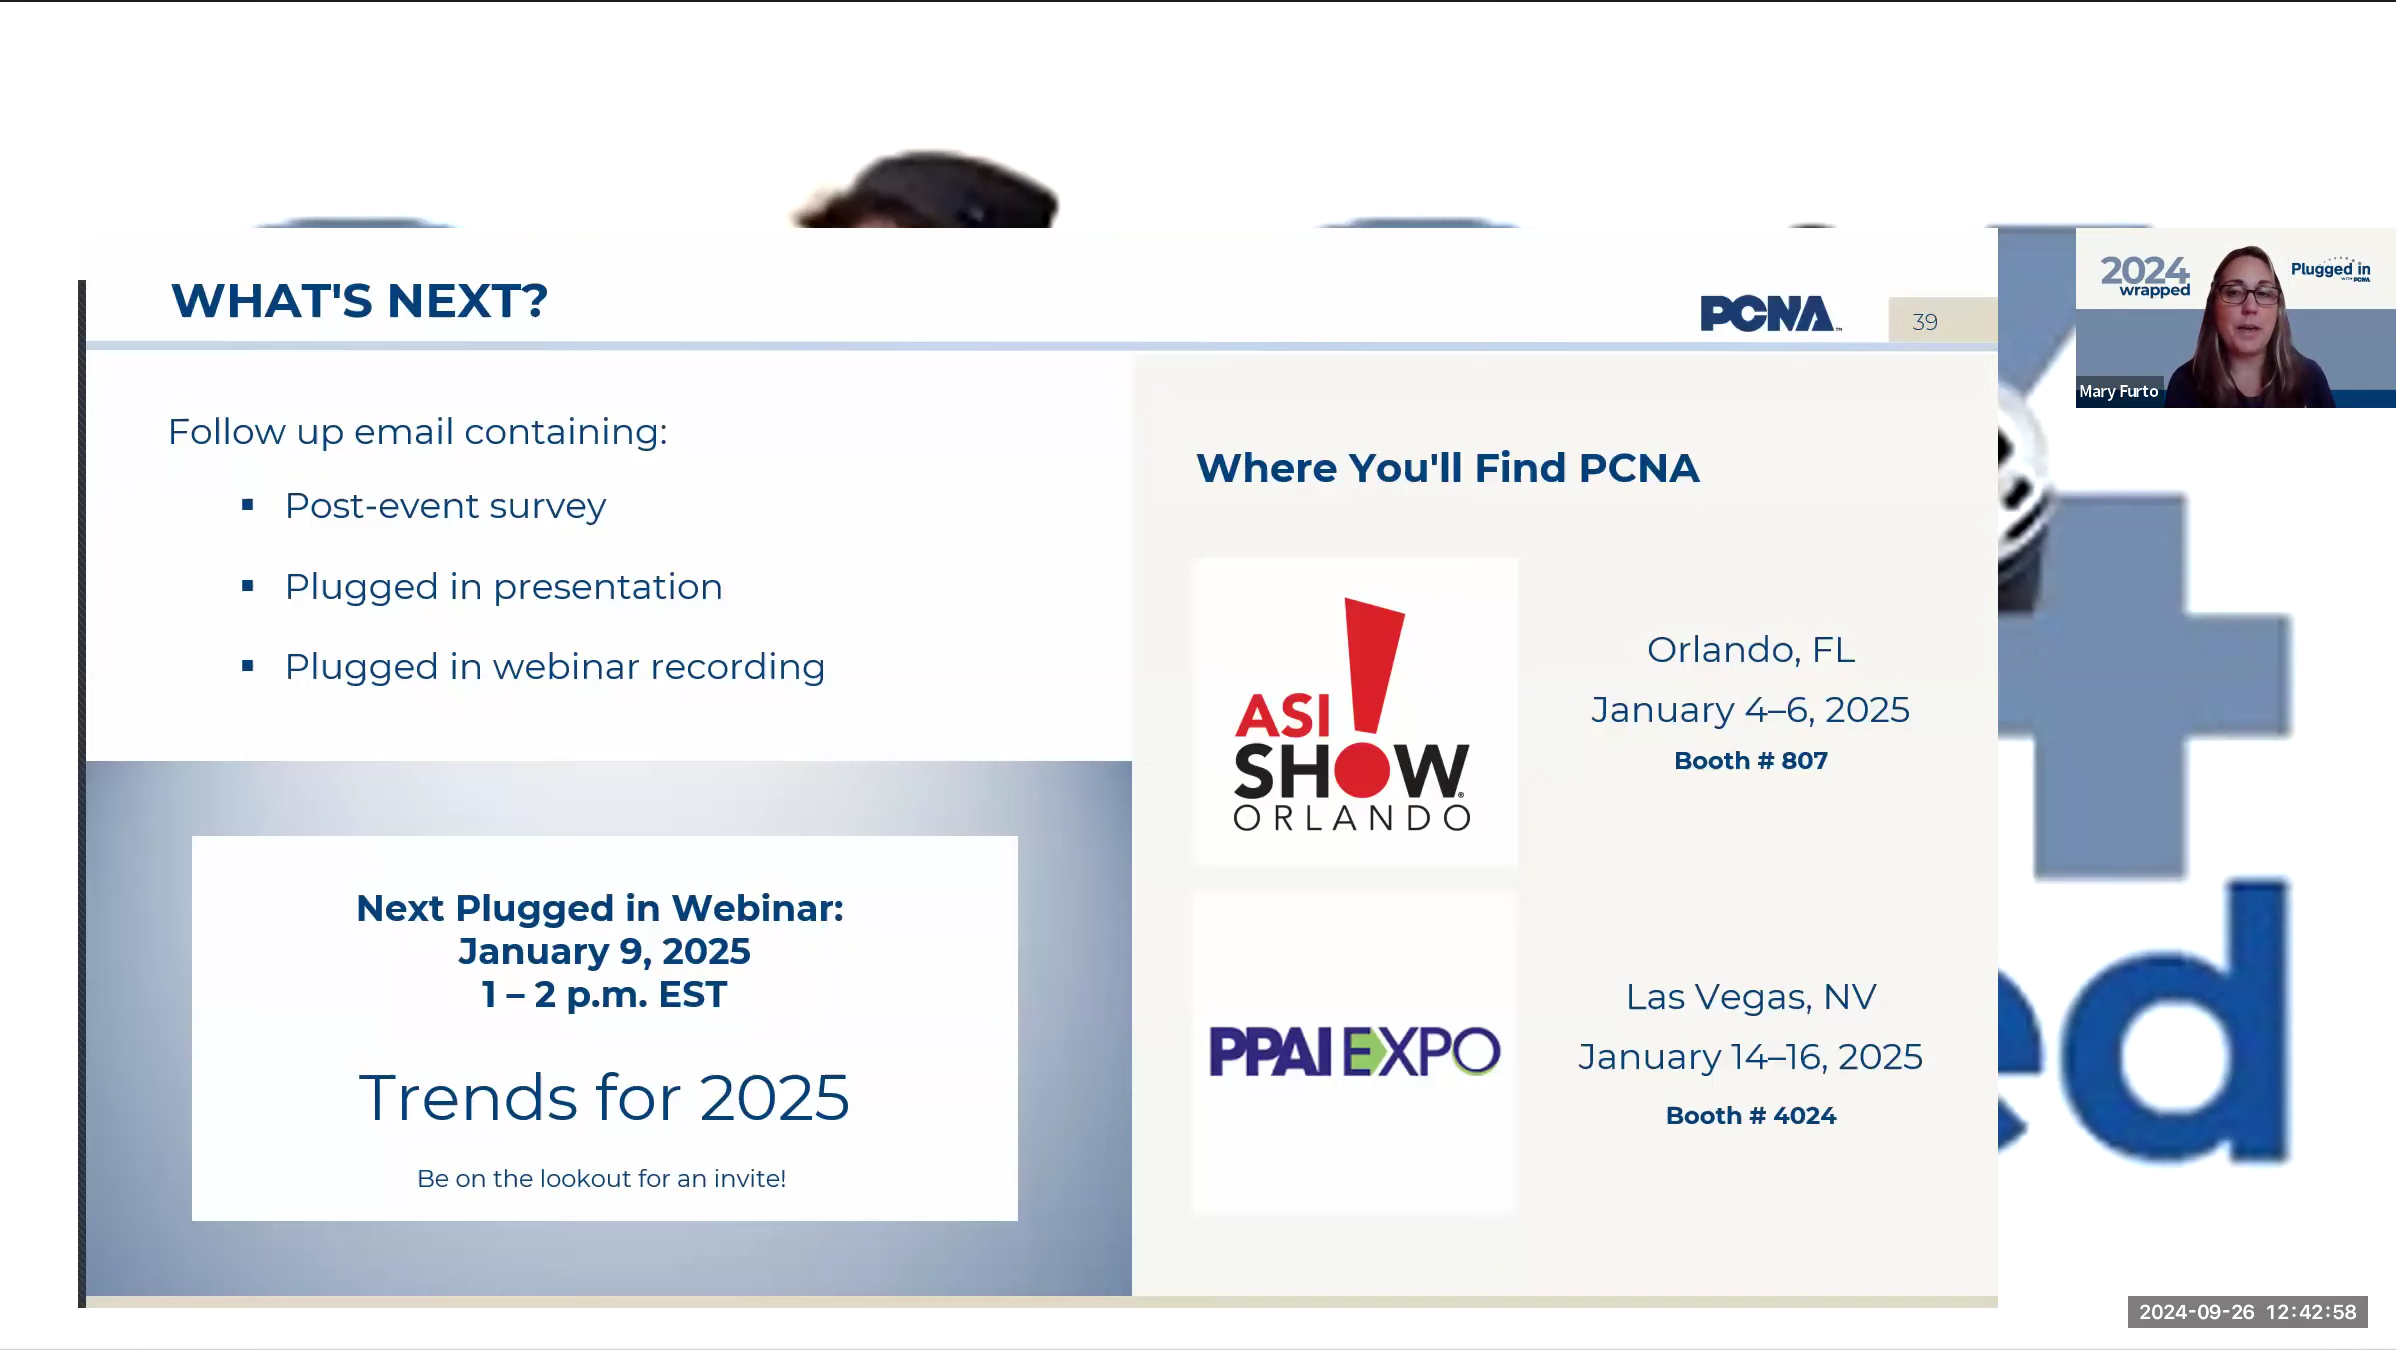 WHAT'S NEXT?
PCNA™
39
Follow up email containing:
▪ Post-event survey
▪ Plugged in presentation
▪ Plugged in webinar recording
Next Plugged in Webinar:
January 9, 2025
1 – 2 p.m. EST
Trends for 2025
Be on the lookout for an invite!
Where You'll Find PCNA
ASI
SHOW®
ORLANDO
Orlando, FL
January 4–6, 2025
Booth # 807
PPAI EXPO
Las Vegas, NV
January 14–16, 2025
Booth # 4024
2024
wrapped
Plugged in
WITH PCNA
Mary Furto
ed
2024-09-26 12:42:58